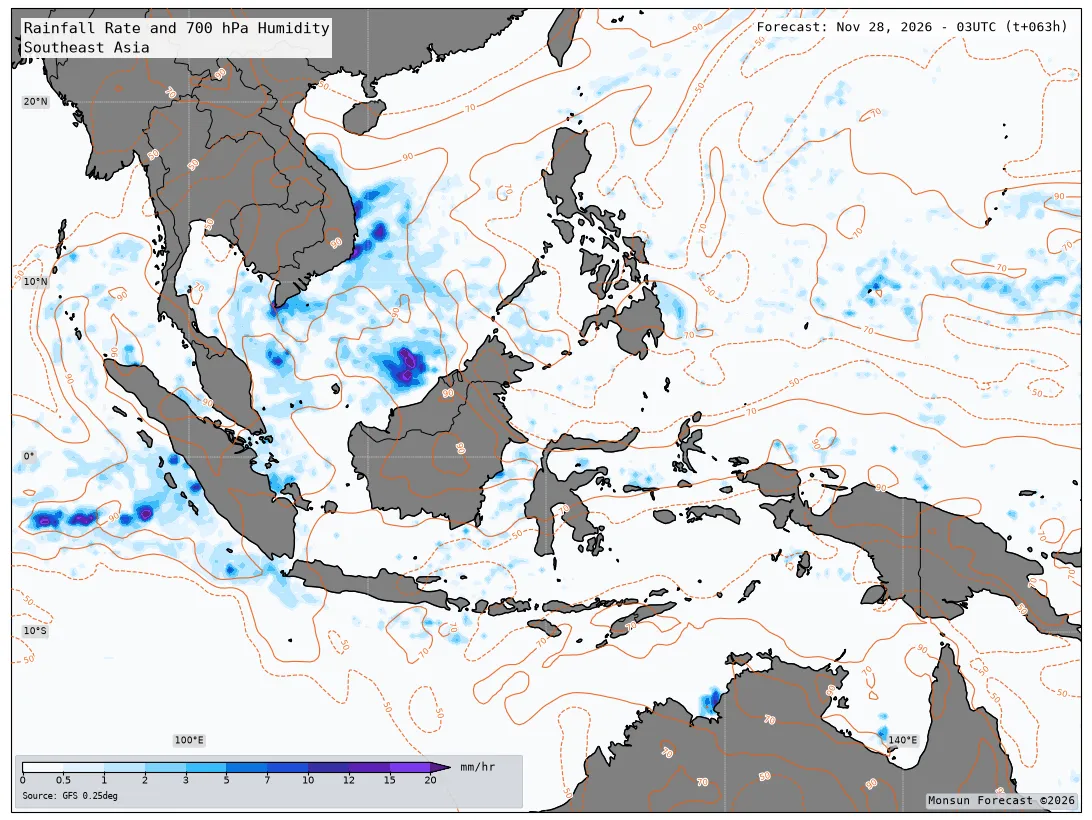 Rainfall Rate and 700 hPa Humidity
Southeast Asia
Forecast: Nov 28, 2026 - 03UTC (t+063h)
20°N
10°N
0°
10°S
100°E
140°E
0 0.5 1 2 3 5 7 10 12 15 20 mm/hr
Source: GFS 0.25deg
Monsun Forecast ©2026